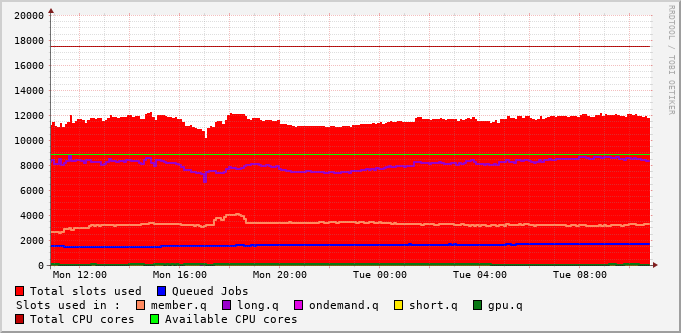 20000
18000
16000
14000
12000
10000
8000
6000
4000
2000
0
Mon 12:00 Mon 16:00 Mon 20:00 Tue 00:00 Tue 04:00 Tue 08:00
Total slots used Queued Jobs
Slots used in : member.q long.q ondemand.q short.q gpu.q
Total CPU cores Available CPU cores
RRDTOOL / TOBI OETIKER